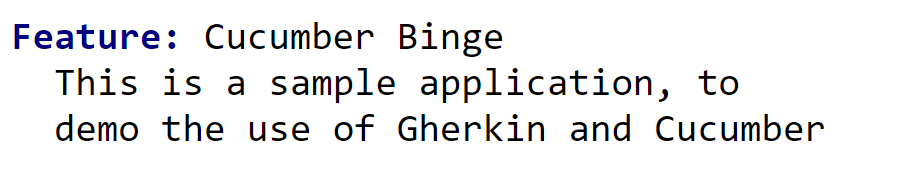 Feature: Cucumber Binge
This is a sample application, to
demo the use of Gherkin and Cucumber